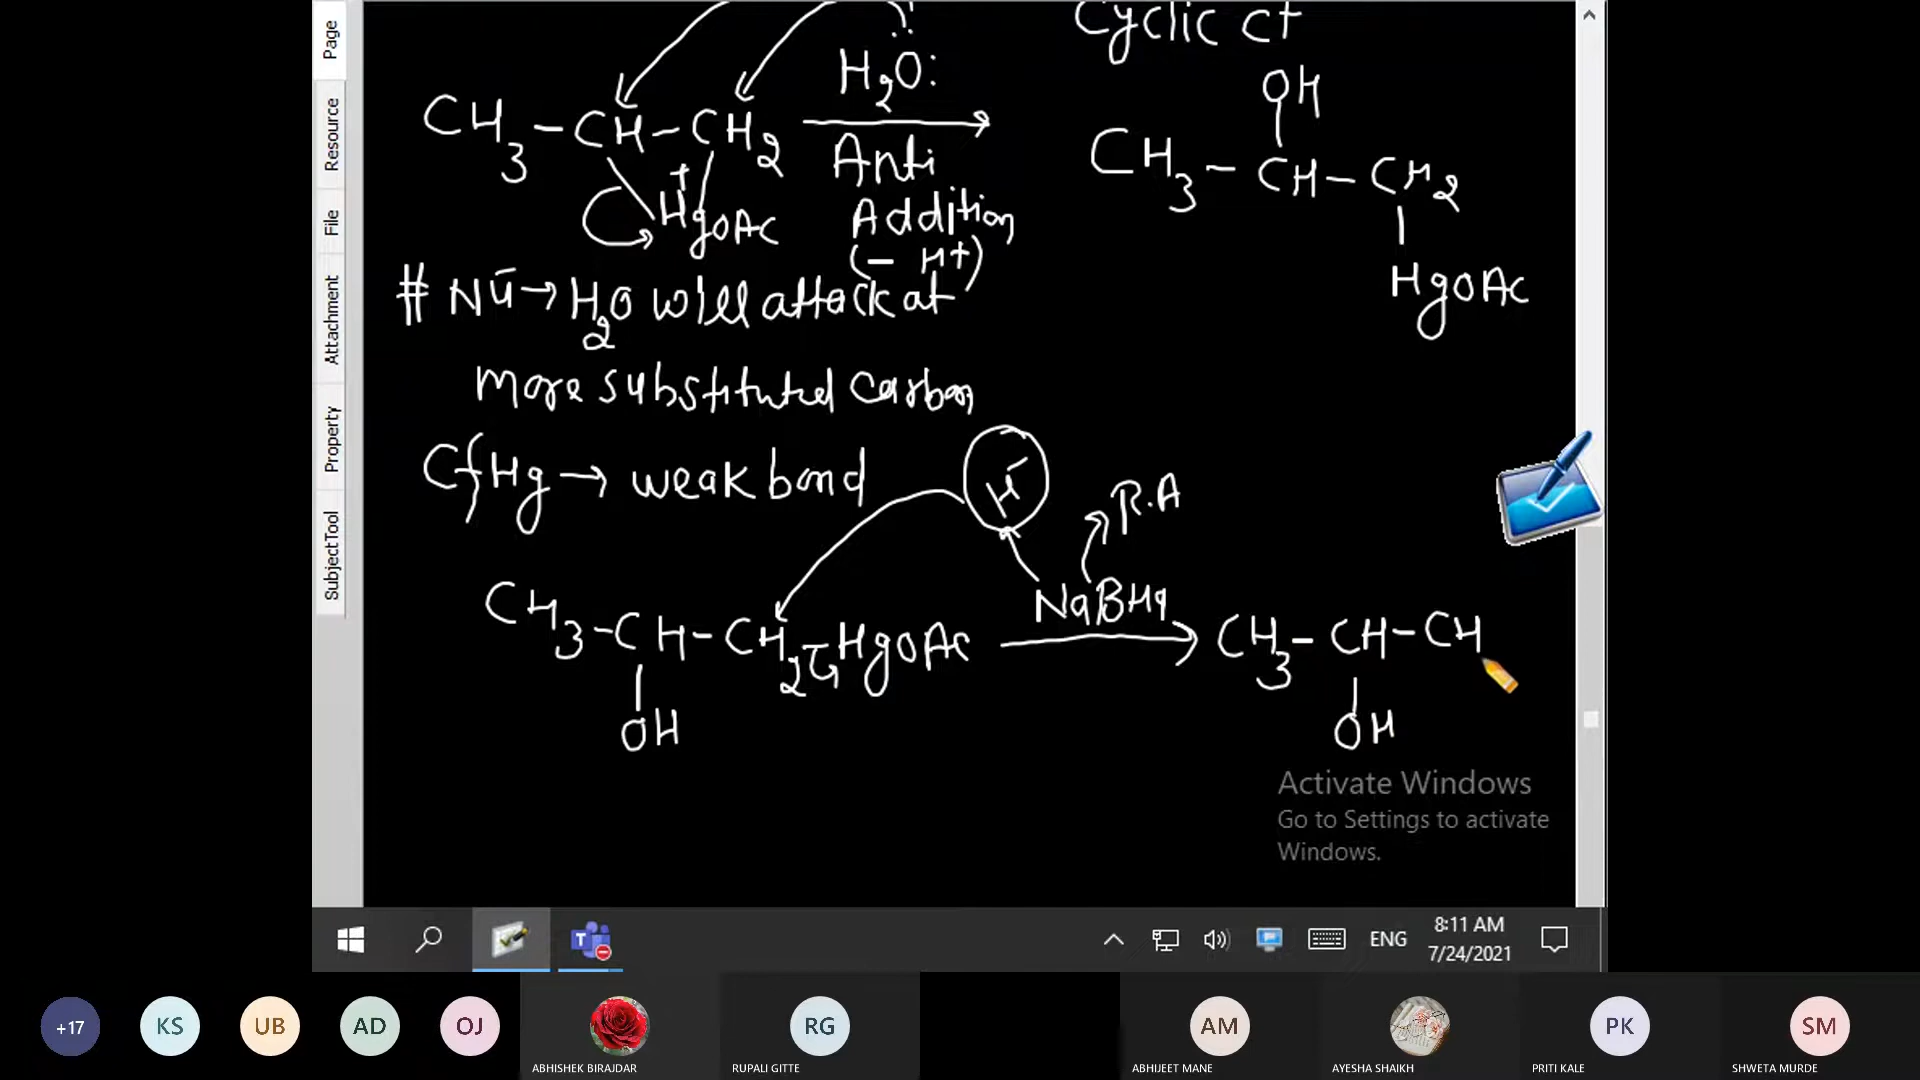 Page
Resource
File
Attachment
Property
SubjectTool
Cyclic ct
H2O:
CH3-CH-CH2
+
HgOAc
Anti
Addition
(- H+)
OH
CH3-CH-CH2
HgOAc
# Nu-→H2O will attack at
more substituted carbon
C-Hg→ weak bond
H-
R.A
NaBH4
CH3-CH-CH2-HgOAc
OH
CH3-CH-CH
OH
Activate Windows
Go to Settings to activate
Windows.
ENG
8:11 AM
7/24/2021
+17
KS
UB
AD
OJ
RG
AM
PK
SM
ABHISHEK BIRAJDAR
RUPALI GITTE
ABHIJEET MANE
AYESHA SHAIKH
PRITI KALE
SHWETA MURDE